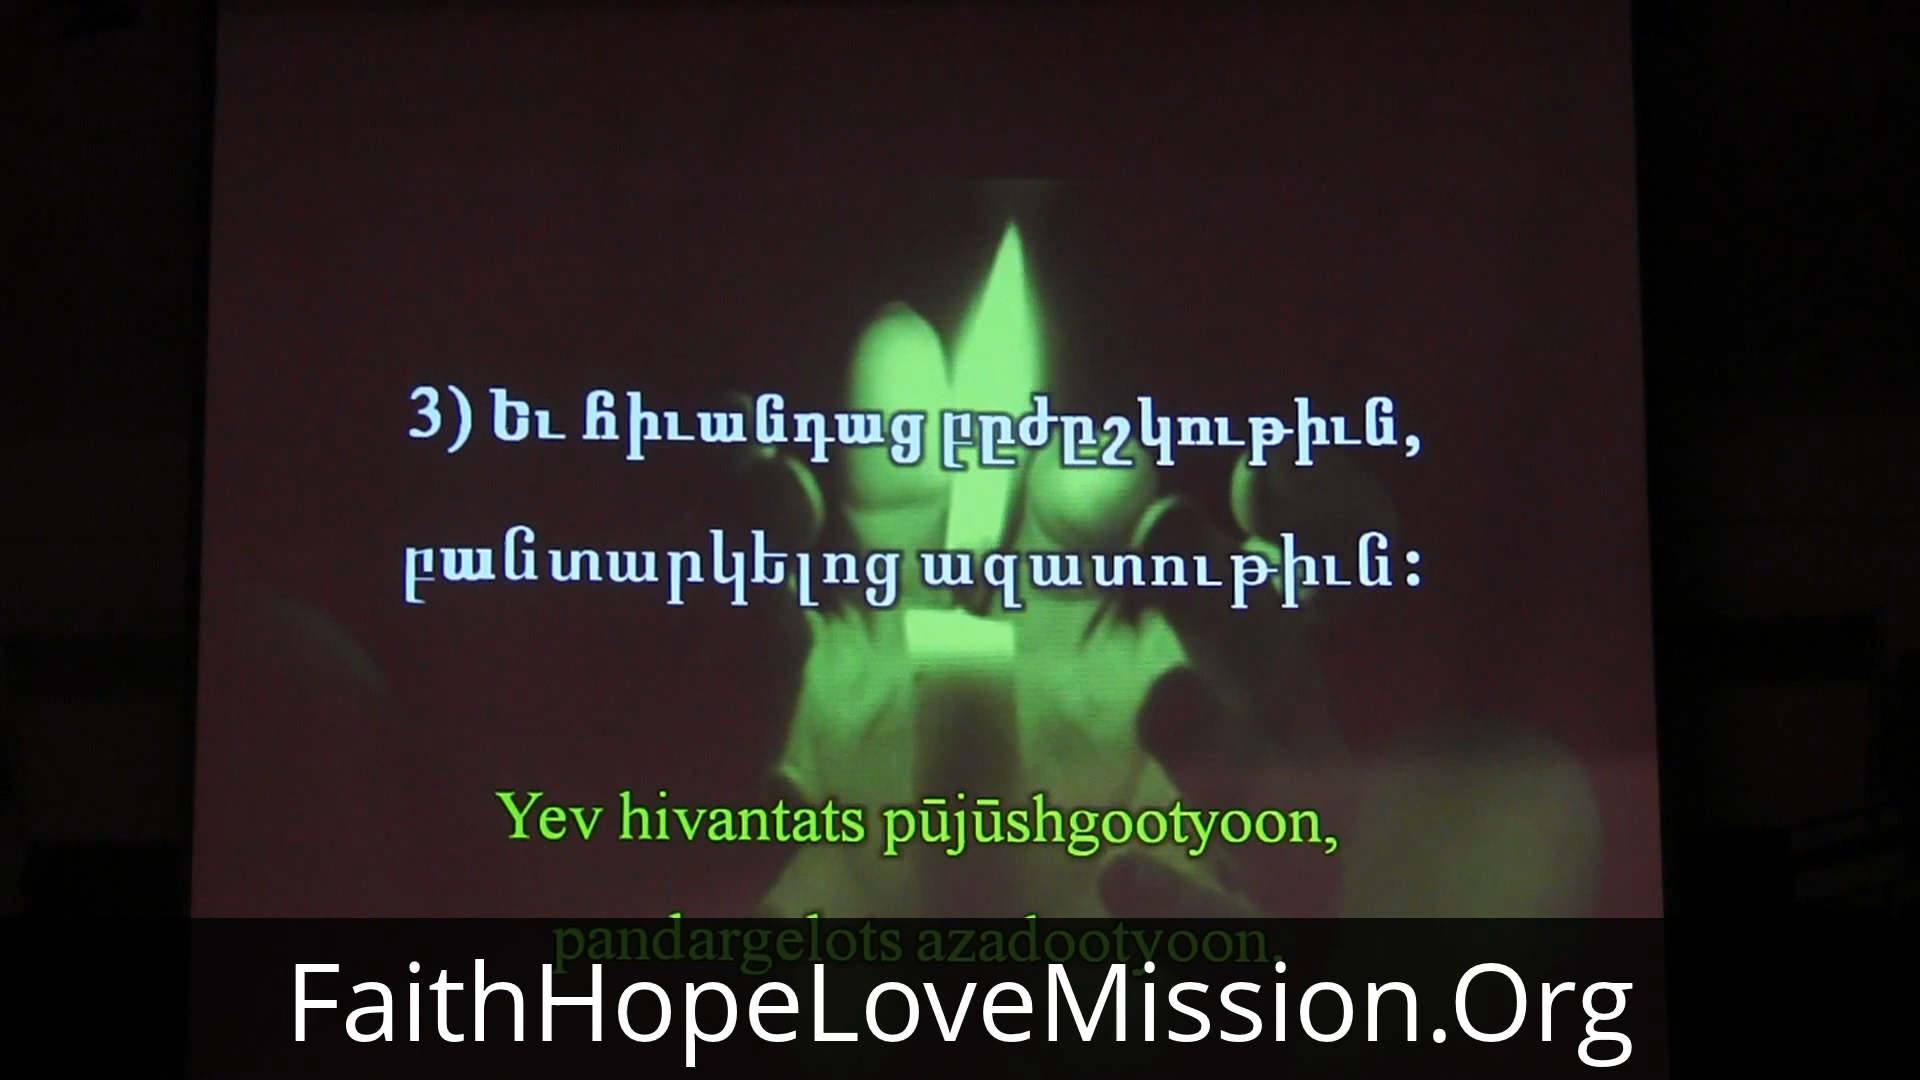 3) Եւ հիւանդաց բըժըշկութիւն,
բանտարկելոց ազատութիւն:
Yev hivantats pūjūshgootyoon,
pandargelots azadootyoon.
FaithHopeLoveMission.Org